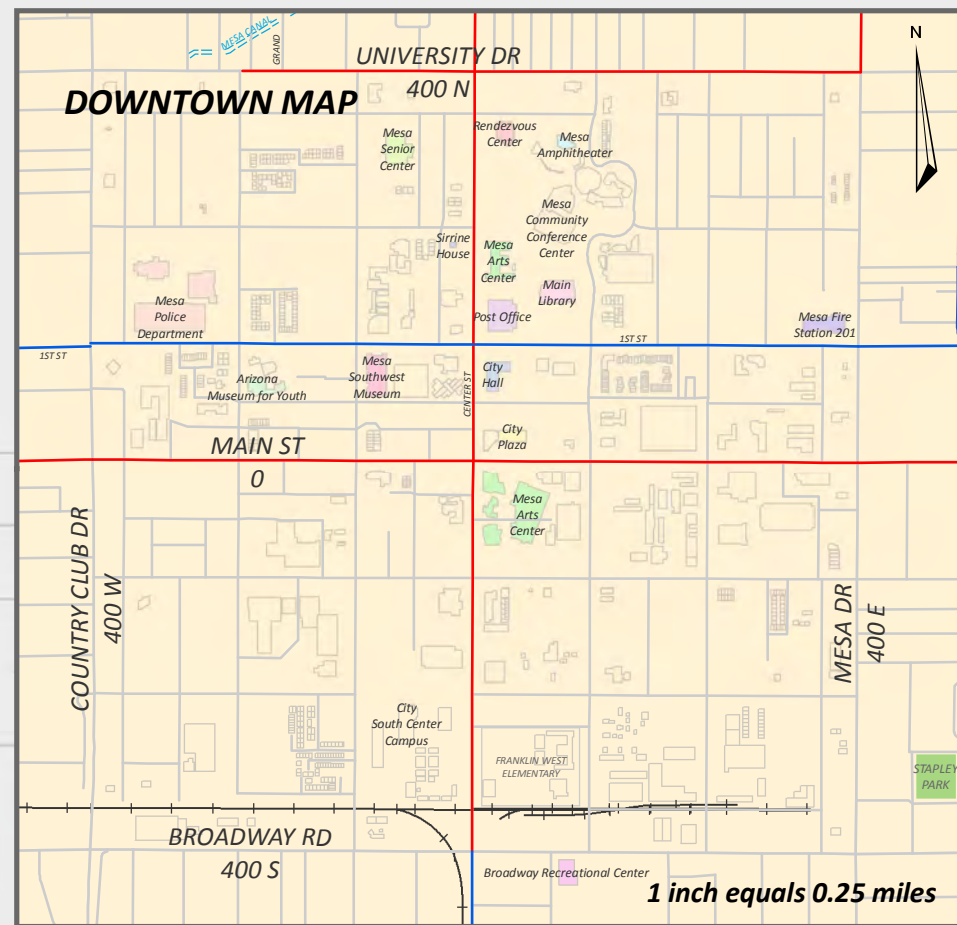 MESA CANAL
GRAND
UNIVERSITY DR
400 N
N
DOWNTOWN MAP
Mesa
Senior
Center
Rendezvous
Center
Mesa
Amphitheater
Mesa
Community
Conference
Center
Sirrine
House
Mesa
Arts
Center
Main
Library
Post Office
Mesa
Police
Department
Mesa Fire
Station 201
1ST ST
1ST ST
Arizona
Museum for Youth
Mesa
Southwest
Museum
City
Hall
CENTER ST
City
Plaza
MAIN ST
0
Mesa
Arts
Center
COUNTRY CLUB DR
400 W
MESA DR
400 E
City
South Center
Campus
FRANKLIN WEST
ELEMENTARY
STAPLEY
PARK
BROADWAY RD
400 S
Broadway Recreational Center
1 inch equals 0.25 miles